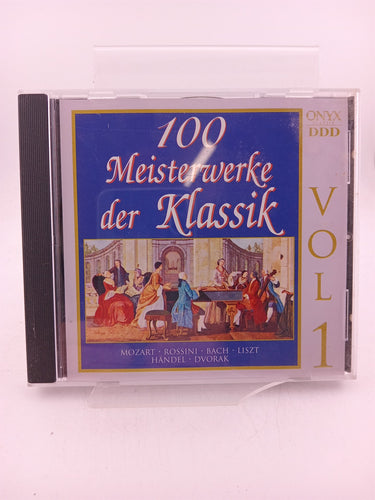 100
Meisterwerke
der Klassik
MOZART · ROSSINI · BACH · LISZT
HÄNDEL · DVORAK
ONYX
DDD
VOL 1